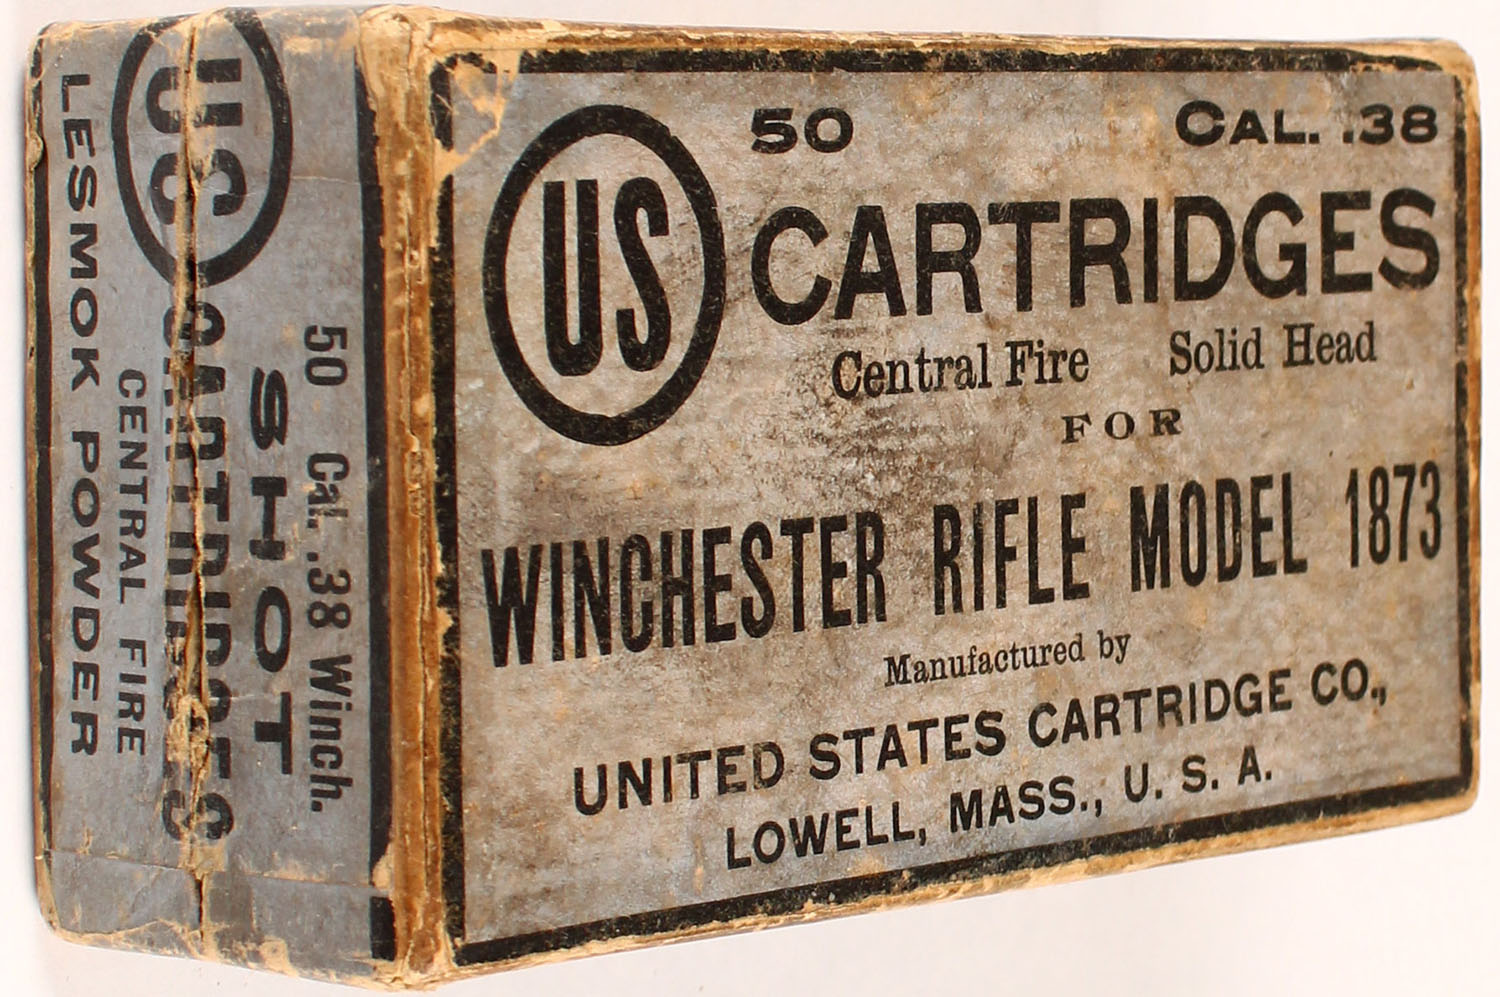 50 CAL. .38
US CARTRIDGES
Central Fire Solid Head
FOR
WINCHESTER RIFLE MODEL 1873
Manufactured by
UNITED STATES CARTRIDGE CO.,
LOWELL, MASS., U. S. A.
50 Cal. .38 Winch.
SHOT
US CARTRIDGES
CENTRAL FIRE
LESMOK POWDER